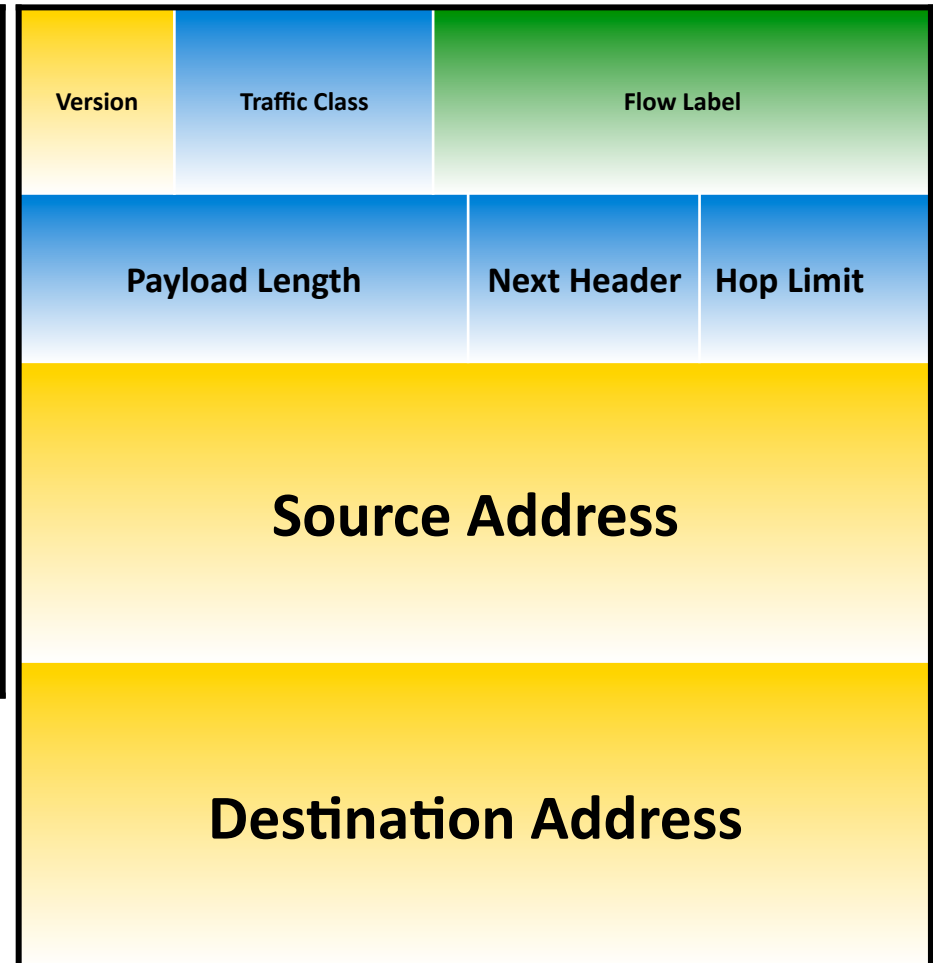 Version Traffic Class Flow Label
Payload Length Next Header Hop Limit
Source Address
Destination Address